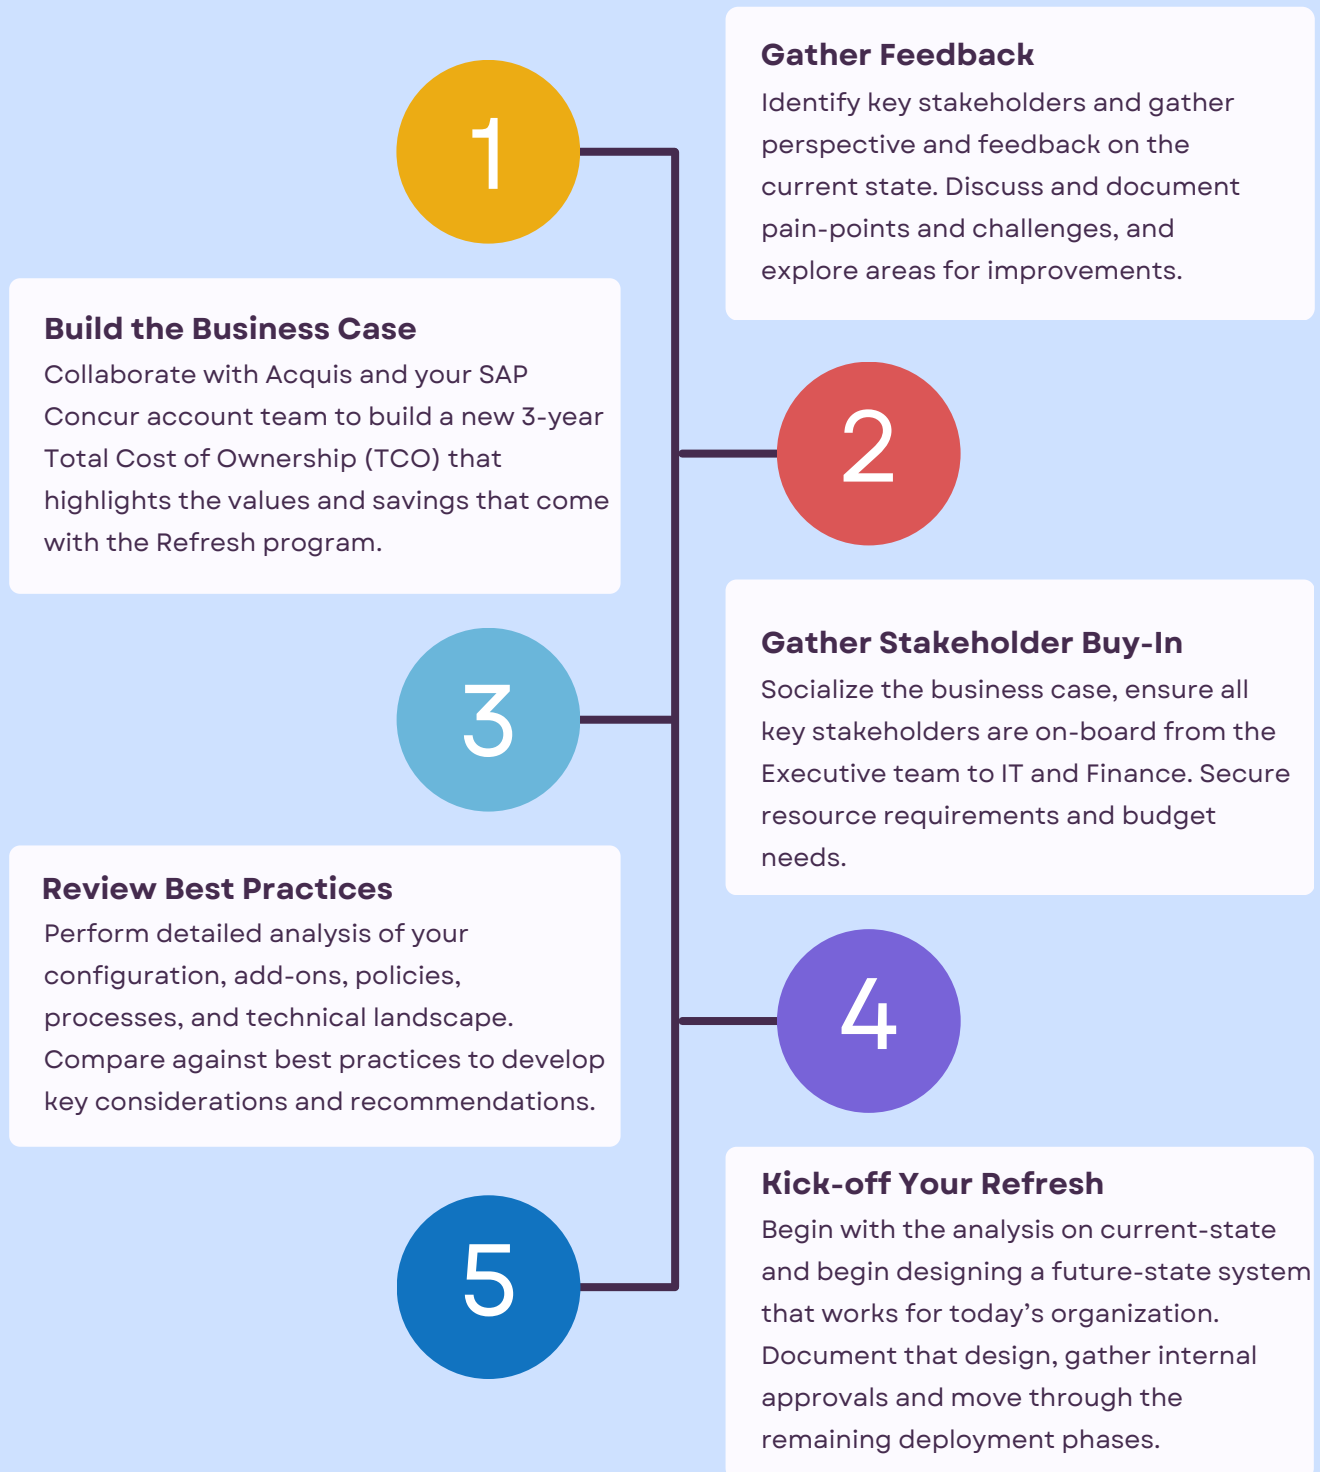 1
Gather Feedback
Identify key stakeholders and gather
perspective and feedback on the
current state. Discuss and document
pain-points and challenges, and
explore areas for improvements.
2
Build the Business Case
Collaborate with Acquis and your SAP
Concur account team to build a new 3-year
Total Cost of Ownership (TCO) that
highlights the values and savings that come
with the Refresh program.
3
Gather Stakeholder Buy-In
Socialize the business case, ensure all
key stakeholders are on-board from the
Executive team to IT and Finance. Secure
resource requirements and budget
needs.
4
Review Best Practices
Perform detailed analysis of your
configuration, add-ons, policies,
processes, and technical landscape.
Compare against best practices to develop
key considerations and recommendations.
5
Kick-off Your Refresh
Begin with the analysis on current-state
and begin designing a future-state system
that works for today’s organization.
Document that design, gather internal
approvals and move through the
remaining deployment phases.